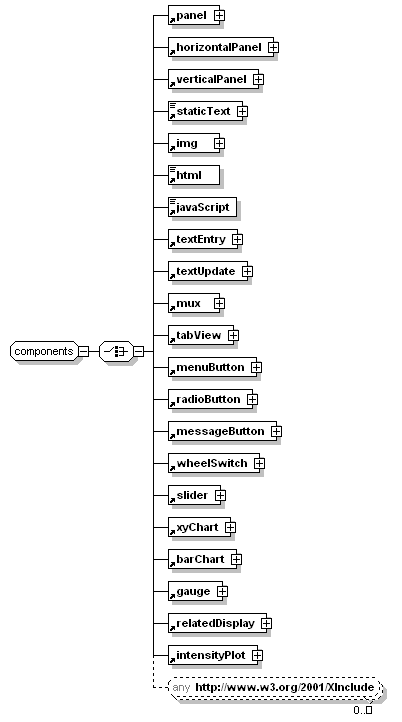 panel
horizontalPanel
verticalPanel
staticText
img
html
javaScript
textEntry
textUpdate
mux
tabView
components
menuButton
radioButton
messageButton
wheelSwitch
slider
xyChart
barChart
gauge
relatedDisplay
intensityPlot
any http://www.w3.org/2001/XInclude
0..